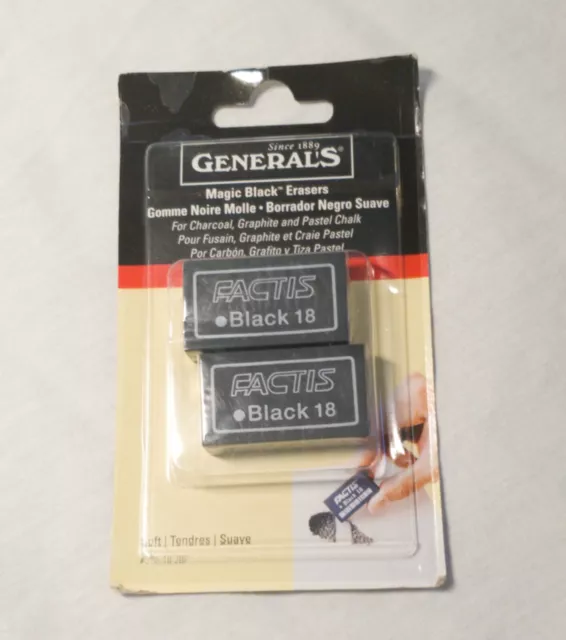 Since 1889
GENERAL'S®
Magic Black™ Erasers
Gomme Noire Molle • Borrador Negro Suave
For Charcoal, Graphite and Pastel Chalk
Pour Fusain, Graphite et Craie Pastel
Por Carbón, Grafito y Tiza Pastel
FACTIS
●Black 18
FACTIS
●Black 18
FACTIS
●Black 18
| Tendres | Suave